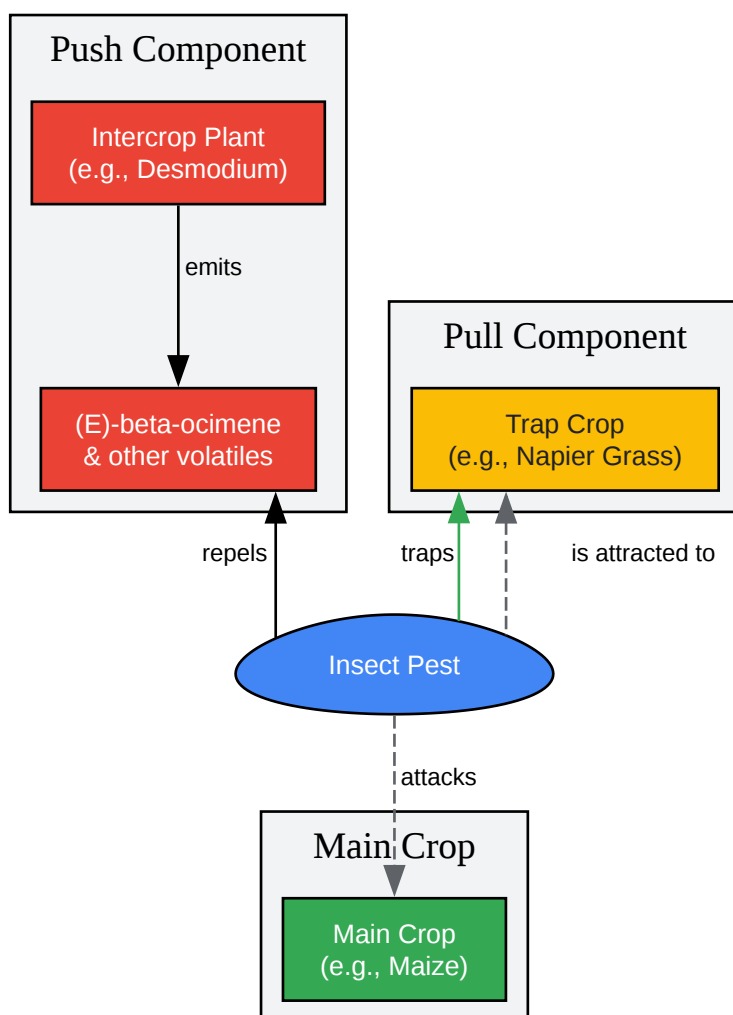 Push Component
Intercrop Plant
(e.g., Desmodium)
emits
Pull Component
(E)-beta-ocimene
& other volatiles
Trap Crop
(e.g., Napier Grass)
repels
traps
is attracted to
Insect Pest
attacks
Main Crop
Main Crop
(e.g., Maize)